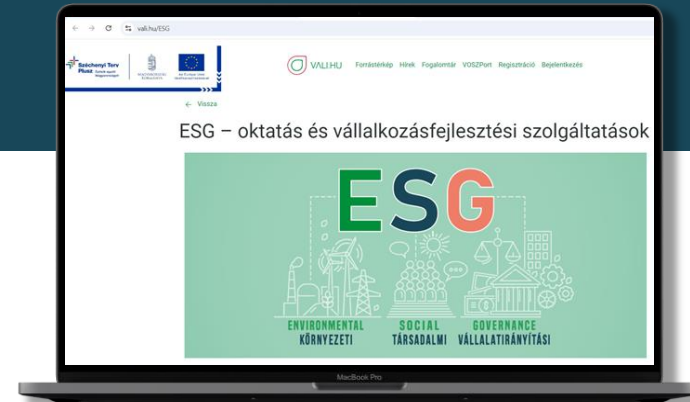 vali.hu/ESG
Széchenyi Terv
Plusz
VALI.HU
Forrástérkép Hírek Fogalomtár VOSZPort Regisztráció Bejelentkezés
← Vissza
ESG – oktatás és vállalkozásfejlesztési szolgáltatások
ESG
ENVIRONMENTAL
KÖRNYEZETI
SOCIAL
TÁRSADALMI
GOVERNANCE
VÁLLALATIRÁNYÍTÁSI
MacBook Pro